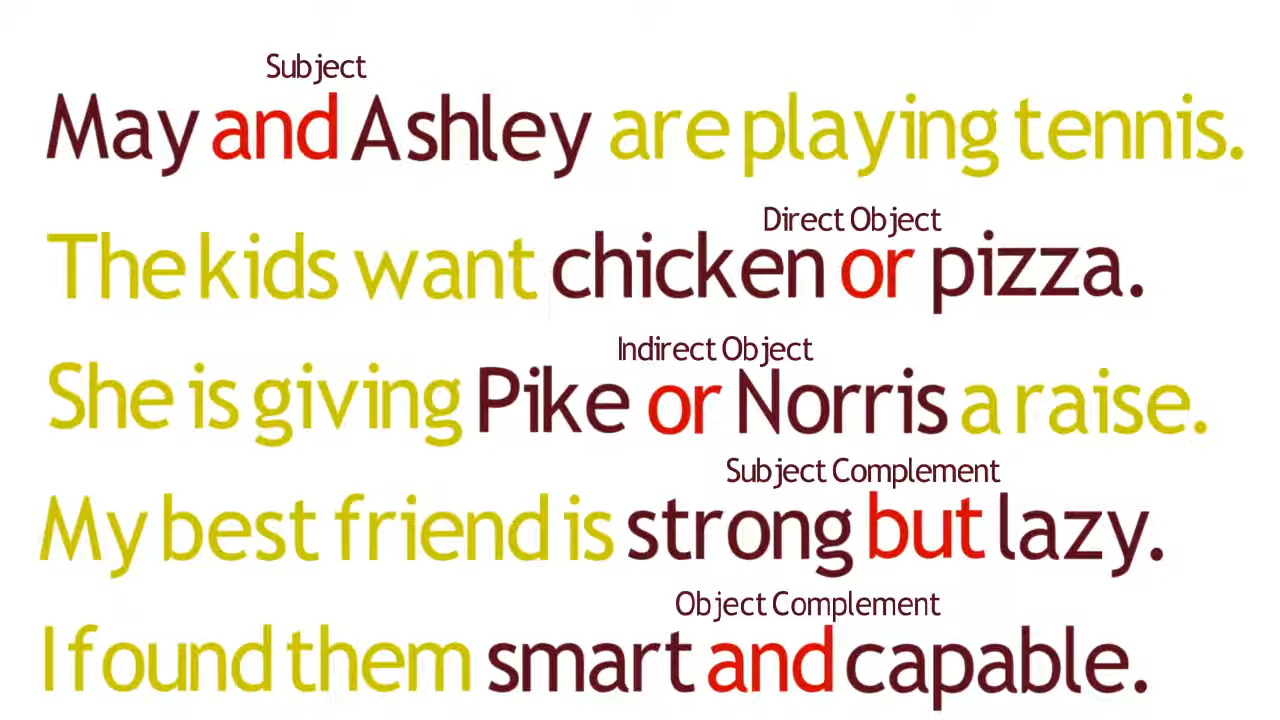 Subject
May and Ashley are playing tennis.
Direct Object
The kids want chicken or pizza.
Indirect Object
She is giving Pike or Norris a raise.
Subject Complement
My best friend is strong but lazy.
Object Complement
I found them smart and capable.